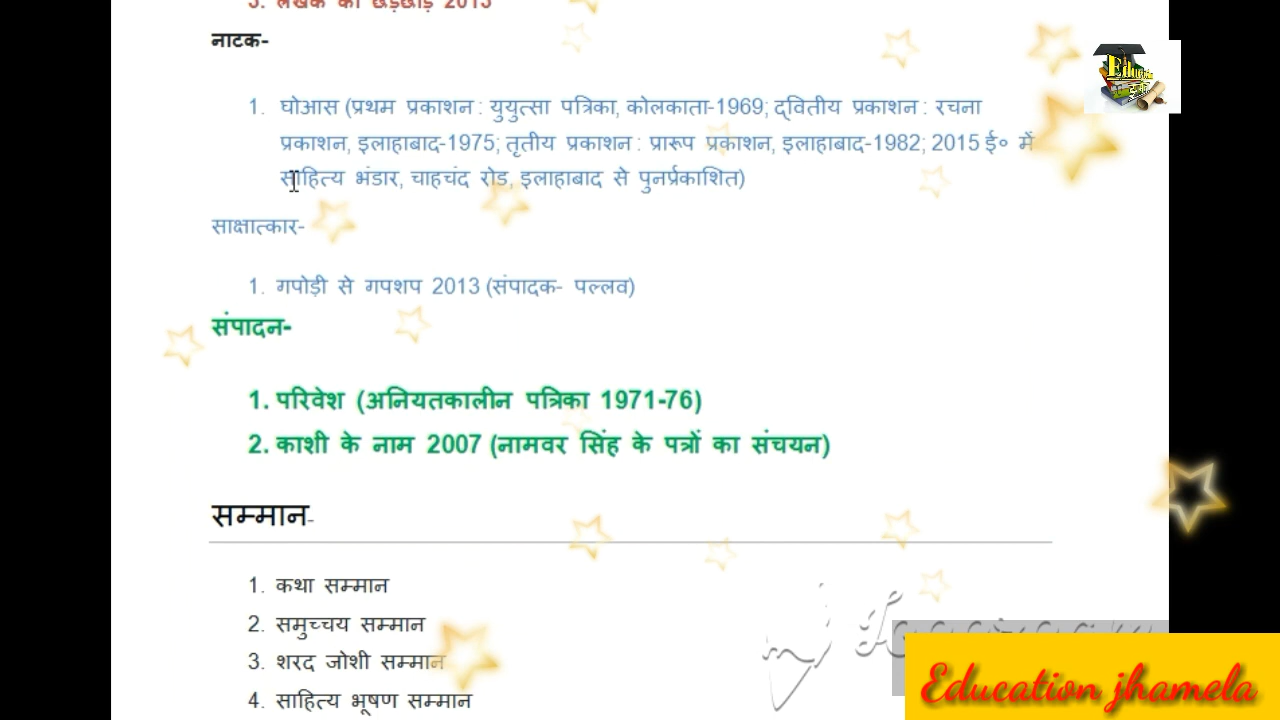 3. लेखक की छेड़छाड़ 2013
नाटक-
1. घोआस (प्रथम प्रकाशन : युयुत्सा पत्रिका, कोलकाता-1969; द्वितीय प्रकाशन : रचना
प्रकाशन, इलाहाबाद-1975; तृतीय प्रकाशन : प्रारूप प्रकाशन, इलाहाबाद-1982; 2015 ई० में
साहित्य भंडार, चाहचंद रोड, इलाहाबाद से पुनर्प्रकाशित)
साक्षात्कार-
1. गपोड़ी से गपशप 2013 (संपादक- पल्लव)
संपादन-
1. परिवेश (अनियतकालीन पत्रिका 1971-76)
2. काशी के नाम 2007 (नामवर सिंह के पत्रों का संचयन)
सम्मान-
1. कथा सम्मान
2. समुच्चय सम्मान
3. शरद जोशी सम्मान
4. साहित्य भूषण सम्मान
Education jhamela